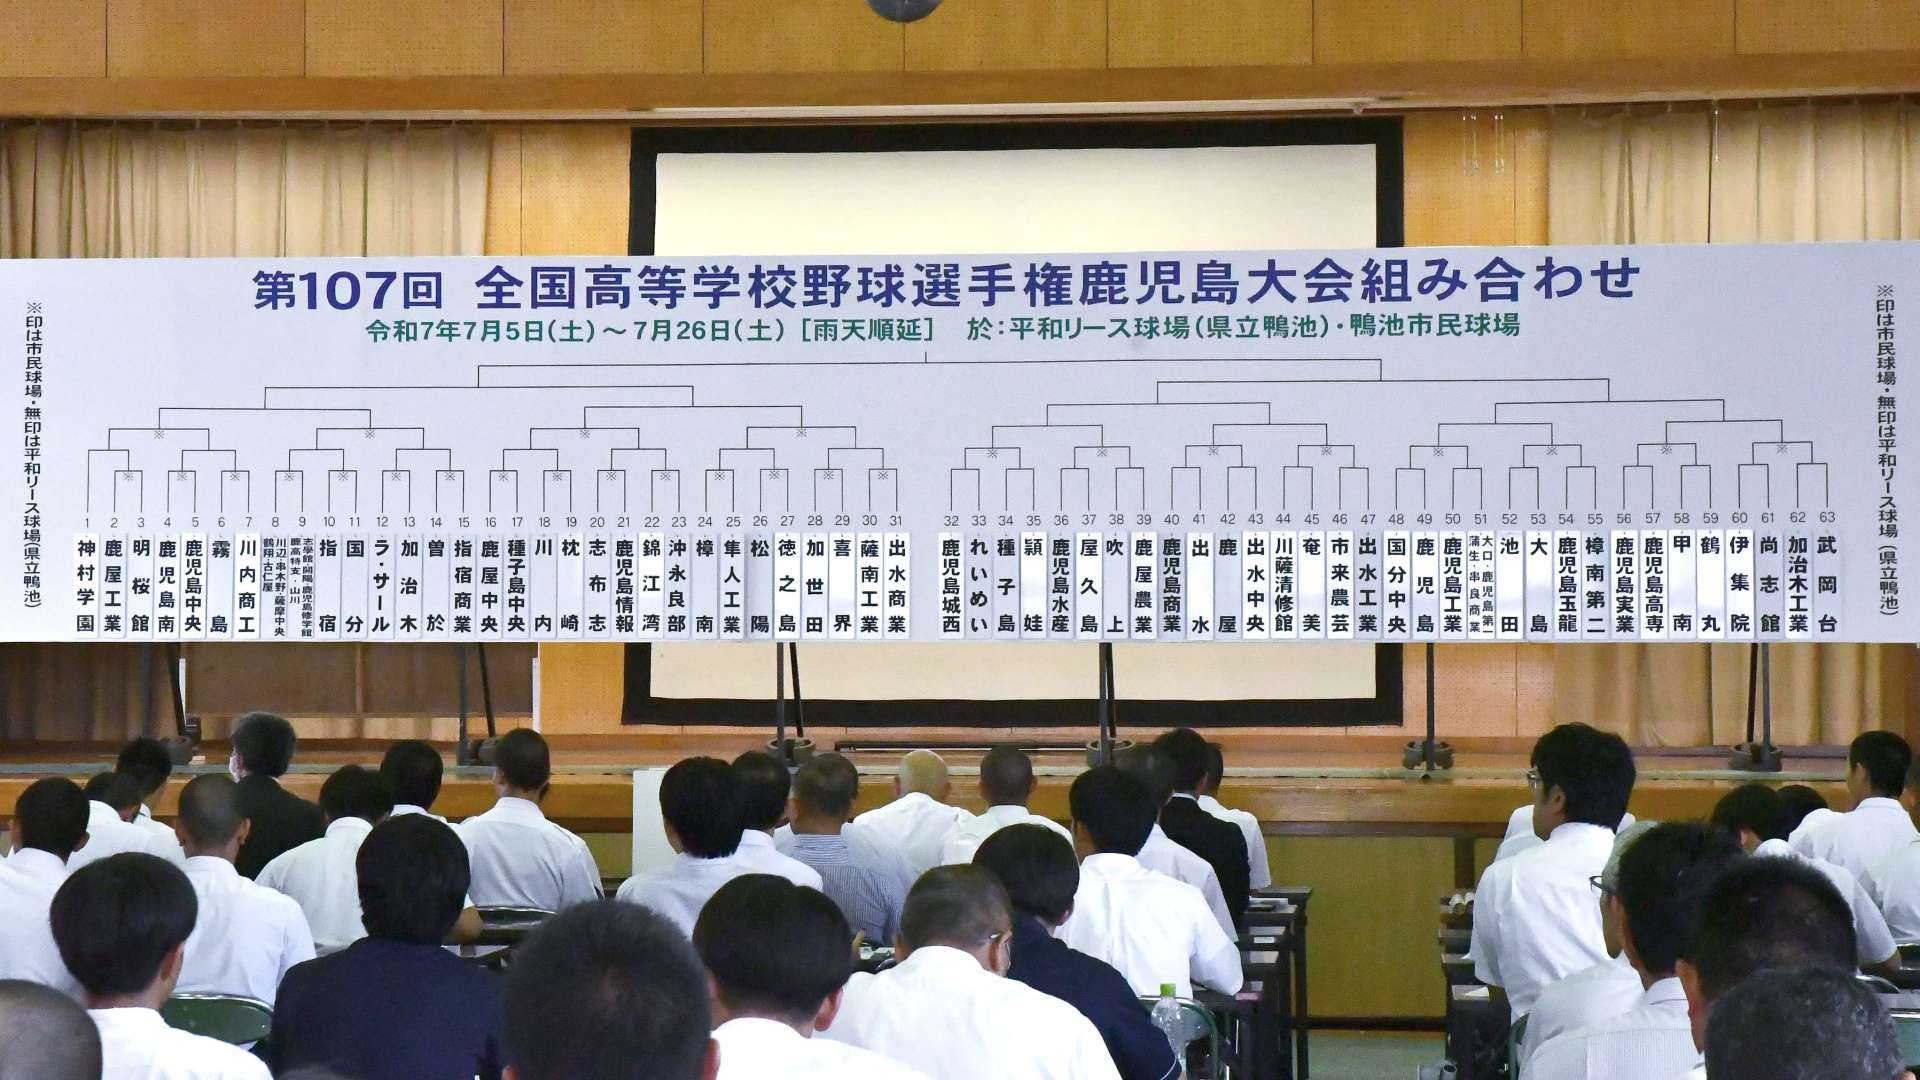 第107回 全国高等学校野球選手権鹿児島大会組み合わせ
令和7年7月5日(土)～7月26日(土)［雨天順延］ 於:平和リース球場(県立鴨池)・鴨池市民球場
※印は市民球場・無印は平和リース球場(県立鴨池)
1 神村学園
2 鹿屋工業
3 明桜館
4 鹿児島南
5 鹿児島中央
6 霧島
7 川内商工
8 川辺・串木野・薩摩中央
鶴翔・古仁屋
9 志學館・開陽・鹿児島修学館
鹿高特支・山川
10 指宿
11 国分
12 ラ・サール
13 加治木
14 曽於
15 指宿商業
16 鹿屋中央
17 種子島中央
18 川内
19 枕崎
20 志布志
21 鹿児島情報
22 錦江湾
23 沖永良部
24 樟南
25 隼人工業
26 松陽
27 徳之島
28 加世田
29 喜界
30 薩南工業
31 出水商業
32 鹿児島城西
33 れいめい
34 種子島
35 頴娃
36 鹿児島水産
37 屋久島
38 吹上
39 鹿屋農業
40 鹿児島商業
41 出水
42 鹿屋
43 出水中央
44 川薩清修館
45 奄美
46 市来農芸
47 出水工業
48 国分中央
49 鹿児島
50 鹿児島工業
51 大口・鹿児島第一
蒲生・串良商業
52 池田
53 大島
54 鹿児島玉龍
55 樟南第二
56 鹿児島実業
57 鹿児島高専
58 甲南
59 鶴丸
60 伊集院
61 尚志館
62 加治木工業
63 武岡台
※印は市民球場・無印は平和リース球場(県立鴨池)